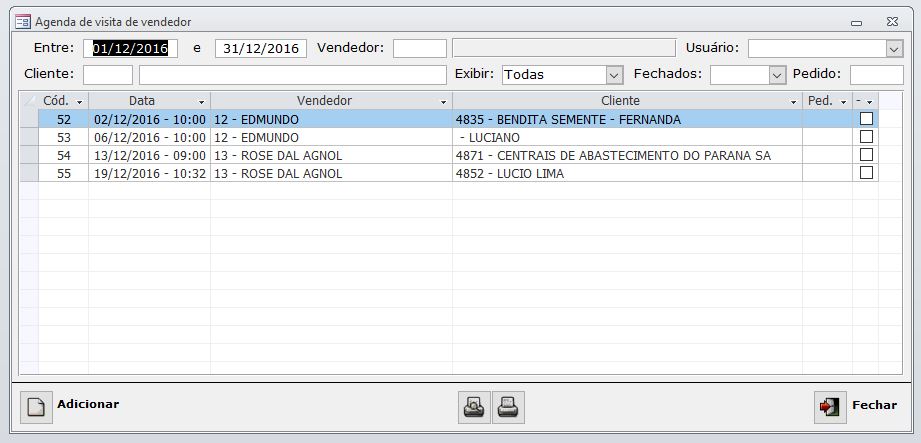 Agenda de visita de vendedor
Entre: 01/12/2016 e 31/12/2016 Vendedor: Usuário:
Cliente: Exibir: Todas Fechados: Pedido:
Cód. Data Vendedor Cliente Ped. -
52 02/12/2016 - 10:00 12 - EDMUNDO 4835 - BENDITA SEMENTE - FERNANDA
53 06/12/2016 - 10:00 12 - EDMUNDO - LUCIANO
54 13/12/2016 - 09:00 13 - ROSE DAL AGNOL 4871 - CENTRAIS DE ABASTECIMENTO DO PARANA SA
55 19/12/2016 - 10:32 13 - ROSE DAL AGNOL 4852 - LUCIO LIMA
Adicionar Fechar